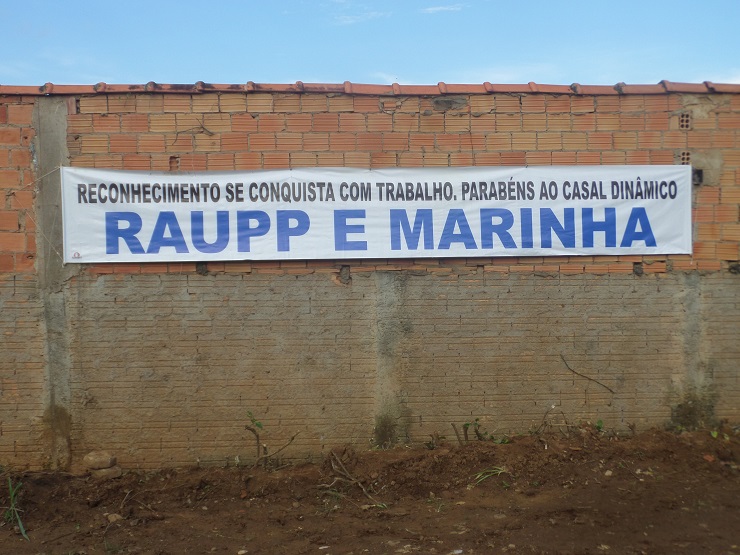 RECONHECIMENTO SE CONQUISTA COM TRABALHO. PARABÉNS AO CASAL DINÂMICO
RAUPP E MARINHA